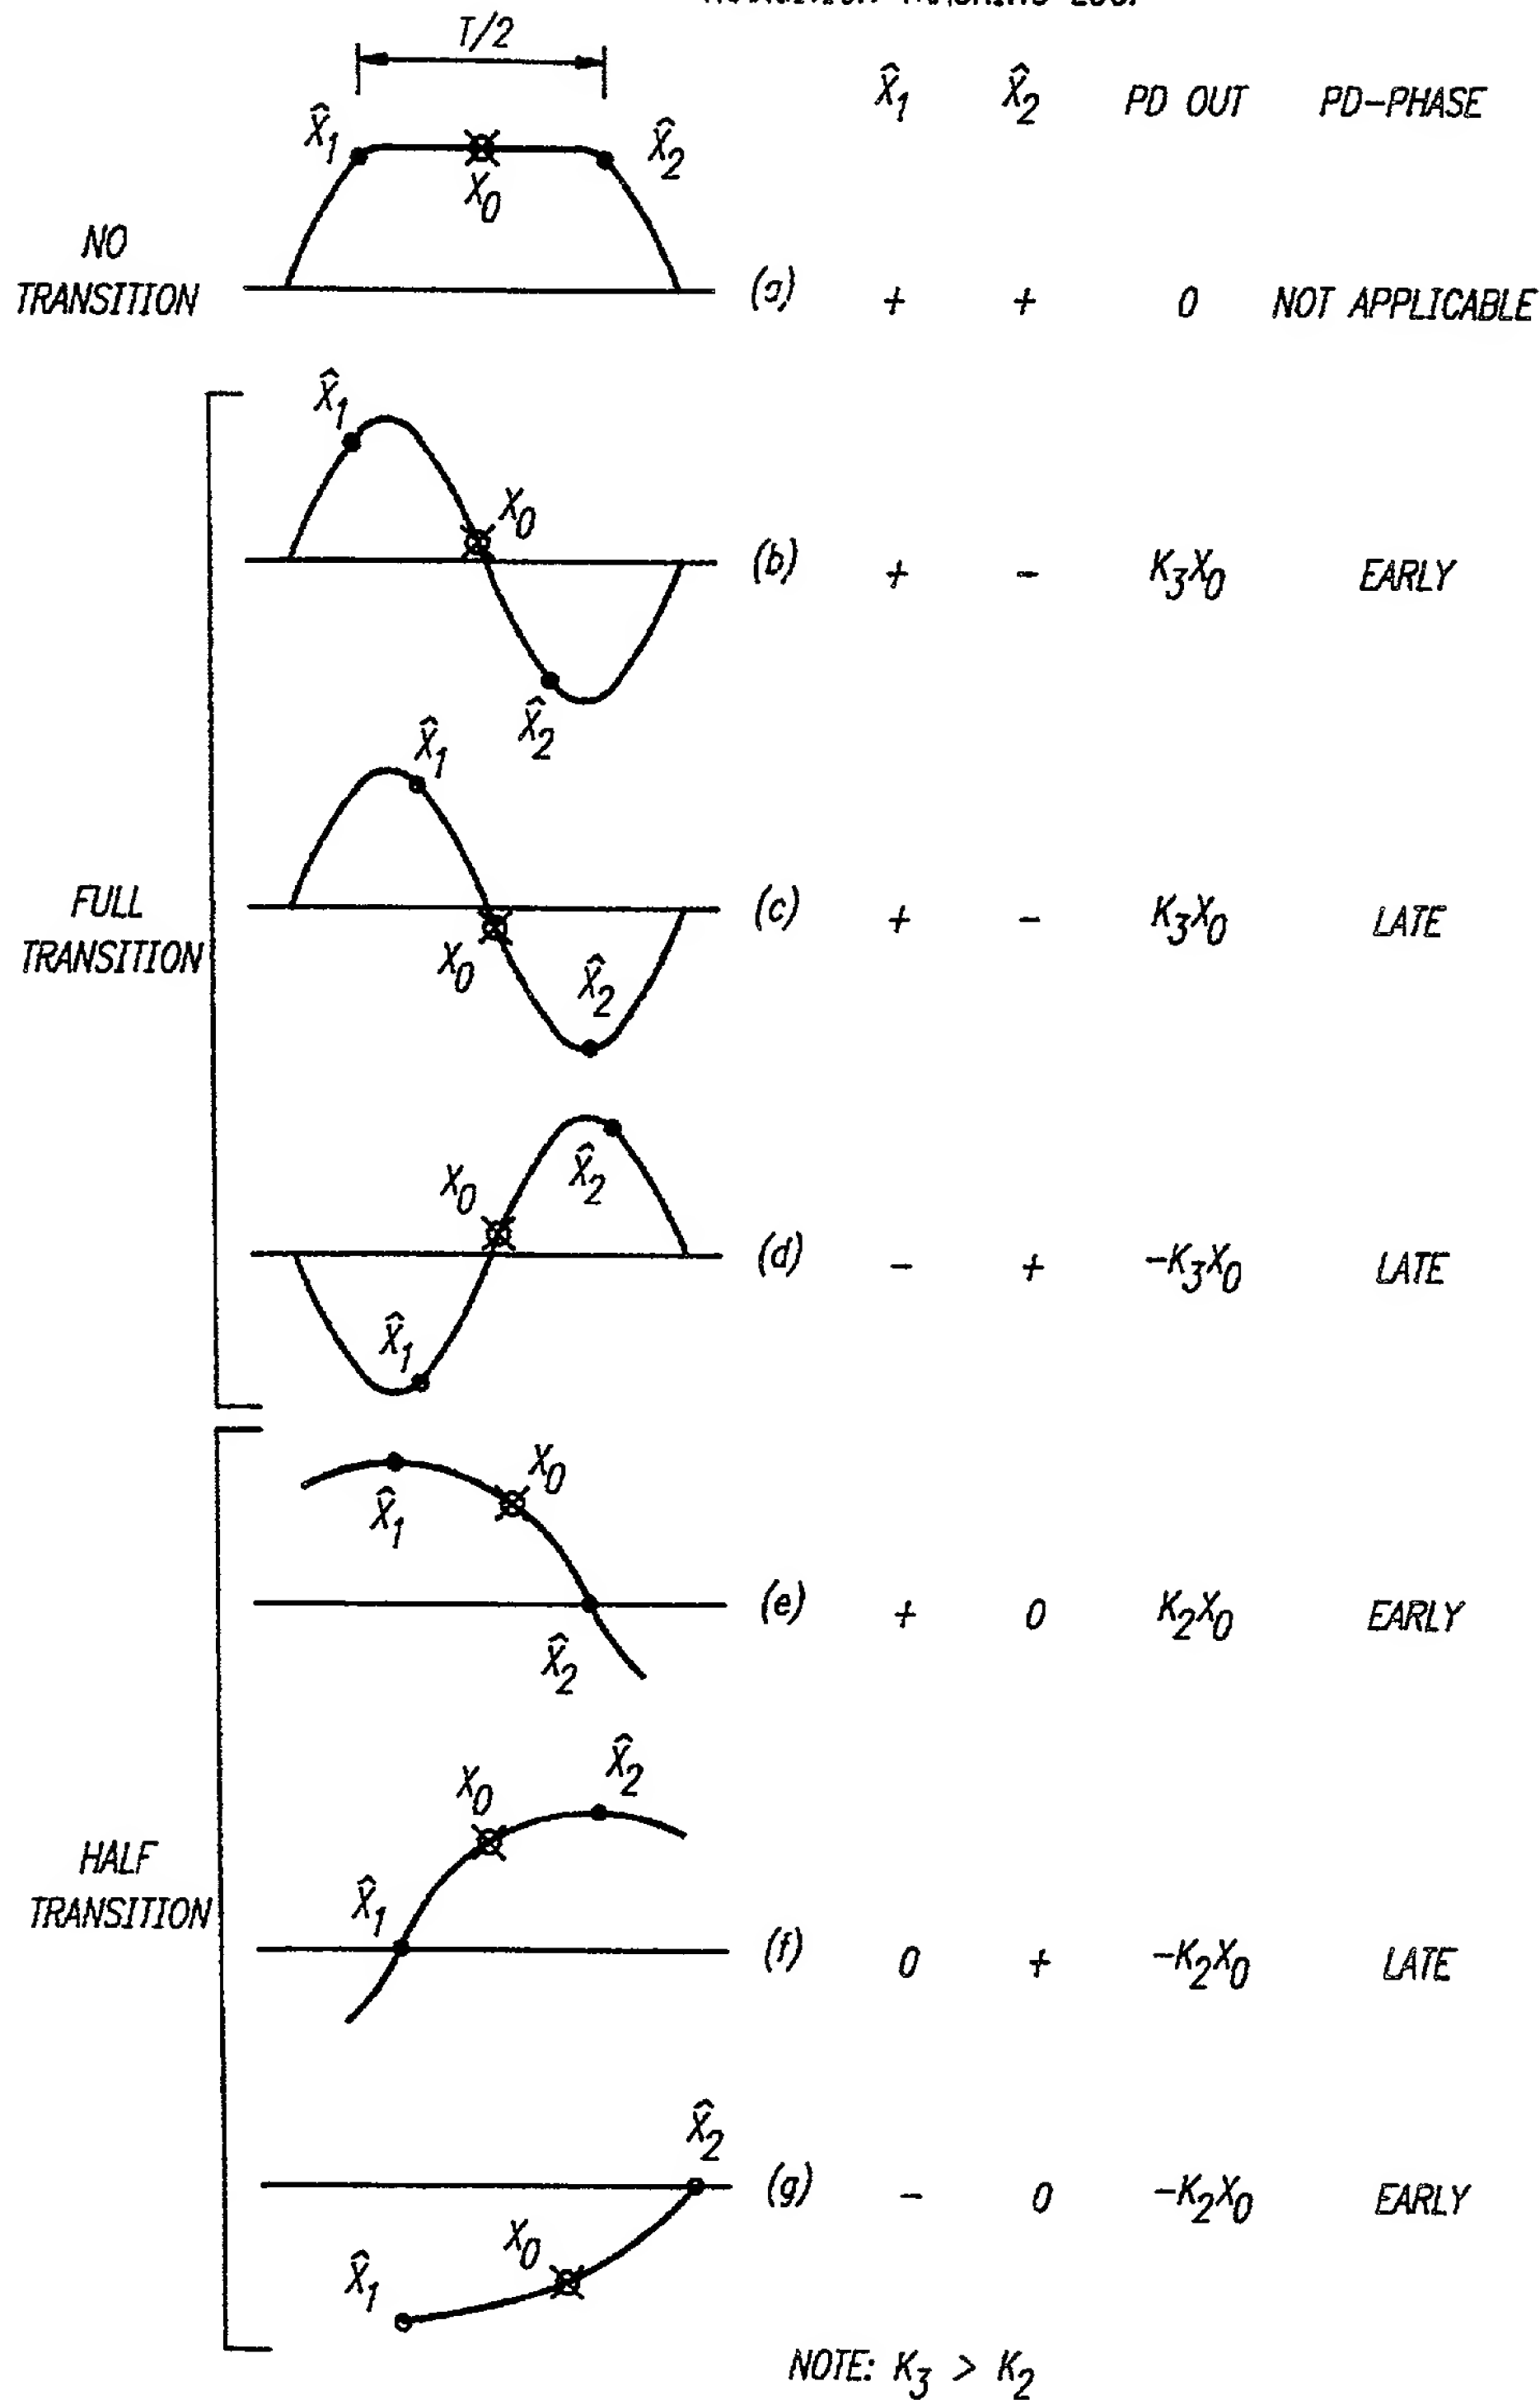 T/2
X̂1 X̂2 PD OUT PD-PHASE
X̂1 X̂2
X0
NO
TRANSITION
(a) + + 0 NOT APPLICABLE
X̂1
X0
(b) + - K3X0 EARLY
X̂2
X̂1
FULL
TRANSITION
(c) + - K3X0 LATE
X0
X̂2
X0
X̂2
(d) - + -K3X0 LATE
X̂1
X0
X̂1
(e) + 0 K2X0 EARLY
X̂2
X̂2
X0
HALF
TRANSITION
X̂1
(f) 0 + -K2X0 LATE
X̂2
(g) - 0 -K2X0 EARLY
X0
X̂1
NOTE: K3 > K2